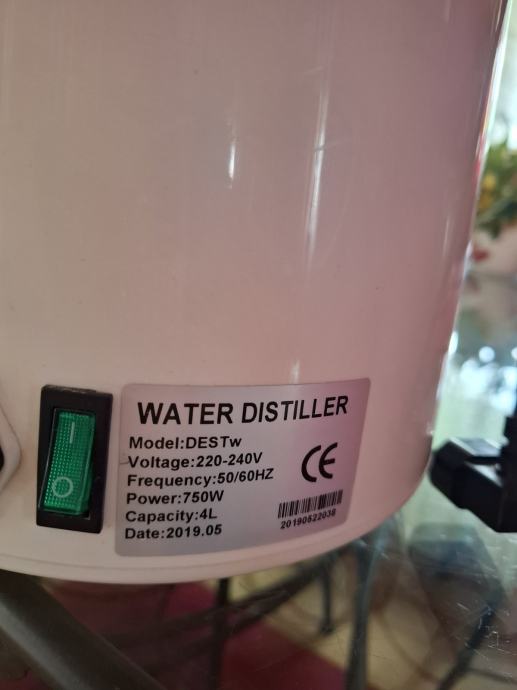 WATER DISTILLER
Model:DESTw
Voltage:220-240V
Frequency:50/60HZ
Power:750W
Capacity:4L
Date:2019.05
CE
20190522038